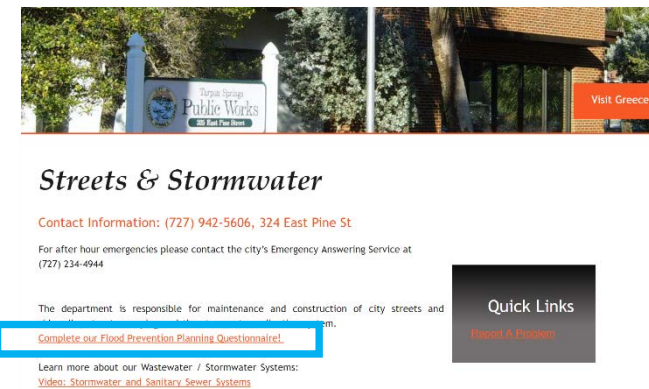 Tarpon Springs
Public Works
325 East Pine Street
Visit Greece
Streets & Stormwater
Contact Information: (727) 942-5606, 324 East Pine St
For after hour emergencies please contact the city's Emergency Answering Service at
(727) 234-4944
The department is responsible for maintenance and construction of city streets and
Complete our Flood Prevention Planning Questionnaire!
Learn more about our Wastewater / Stormwater Systems:
Video: Stormwater and Sanitary Sewer Systems
Quick Links
Report A Problem